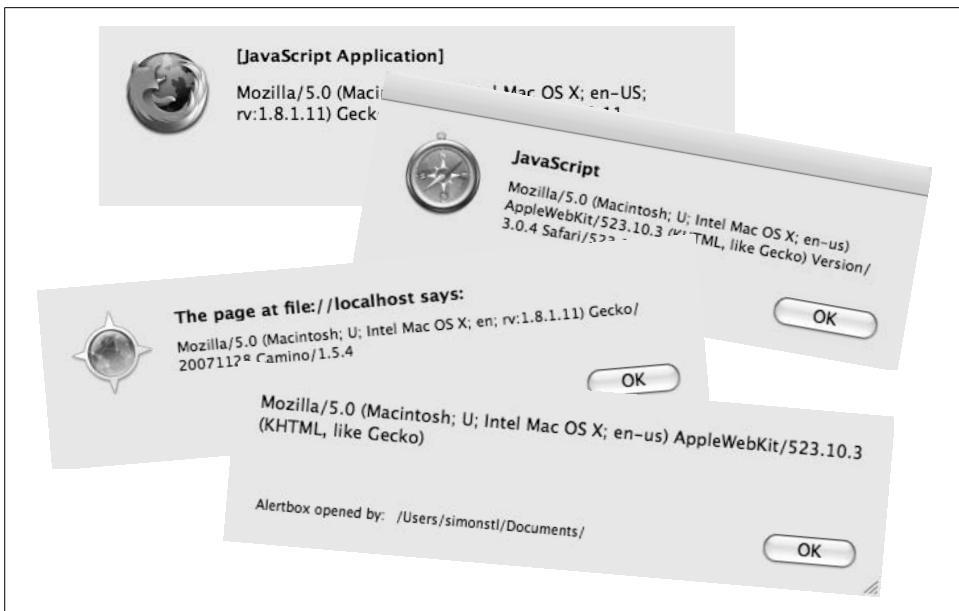 [JavaScript Application]
Mozilla/5.0 (Mac Mac OS X; en-US;
rv:1.8.1.11) Geck
JavaScript
Mozilla/5.0 (Macintosh; U; Intel Mac OS X; en-us)
AppleWebKit/523.10.3 (KHTML, like Gecko) Version/
3.0.4 Safari/523
OK
The page at file://localhost says:
Mozilla/5.0 (Macintosh; U; Intel Mac OS X; en; rv:1.8.1.11) Gecko/
20071128 Camino/1.5.4
OK
Mozilla/5.0 (Macintosh; U; Intel Mac OS X; en-us) AppleWebKit/523.10.3
(KHTML, like Gecko)
Alertbox opened by: /Users/simonstl/Documents/
OK